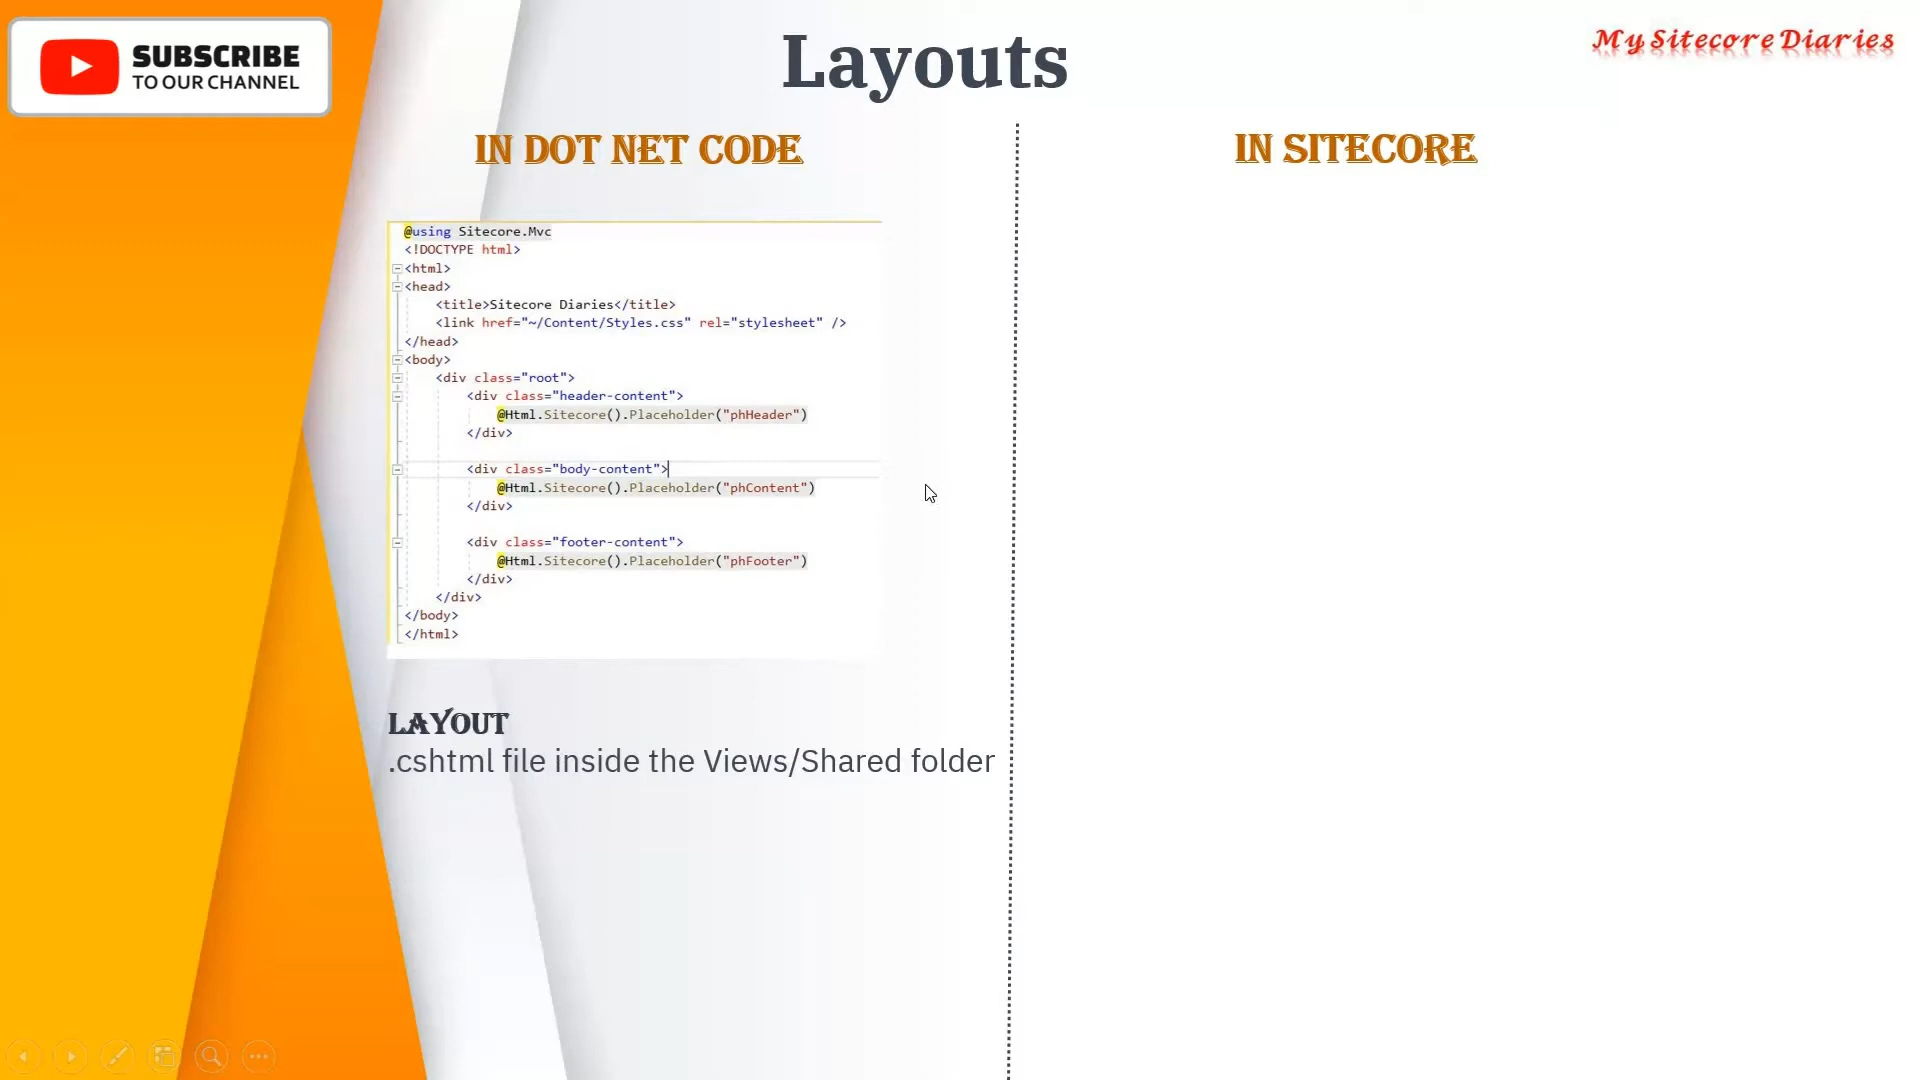 SUBSCRIBE
TO OUR CHANNEL
Layouts
My Sitecore Diaries
IN DOT NET CODE
@using Sitecore.Mvc
<!DOCTYPE html>
<html>
<head>
<title>Sitecore Diaries</title>
<link href="~/Content/Styles.css" rel="stylesheet" />
</head>
<body>
<div class="root">
<div class="header-content">
@Html.Sitecore().Placeholder("phHeader")
</div>
<div class="body-content">
@Html.Sitecore().Placeholder("phContent")
</div>
<div class="footer-content">
@Html.Sitecore().Placeholder("phFooter")
</div>
</div>
</body>
</html>
LAYOUT
.cshtml file inside the Views/Shared folder
IN SITECORE